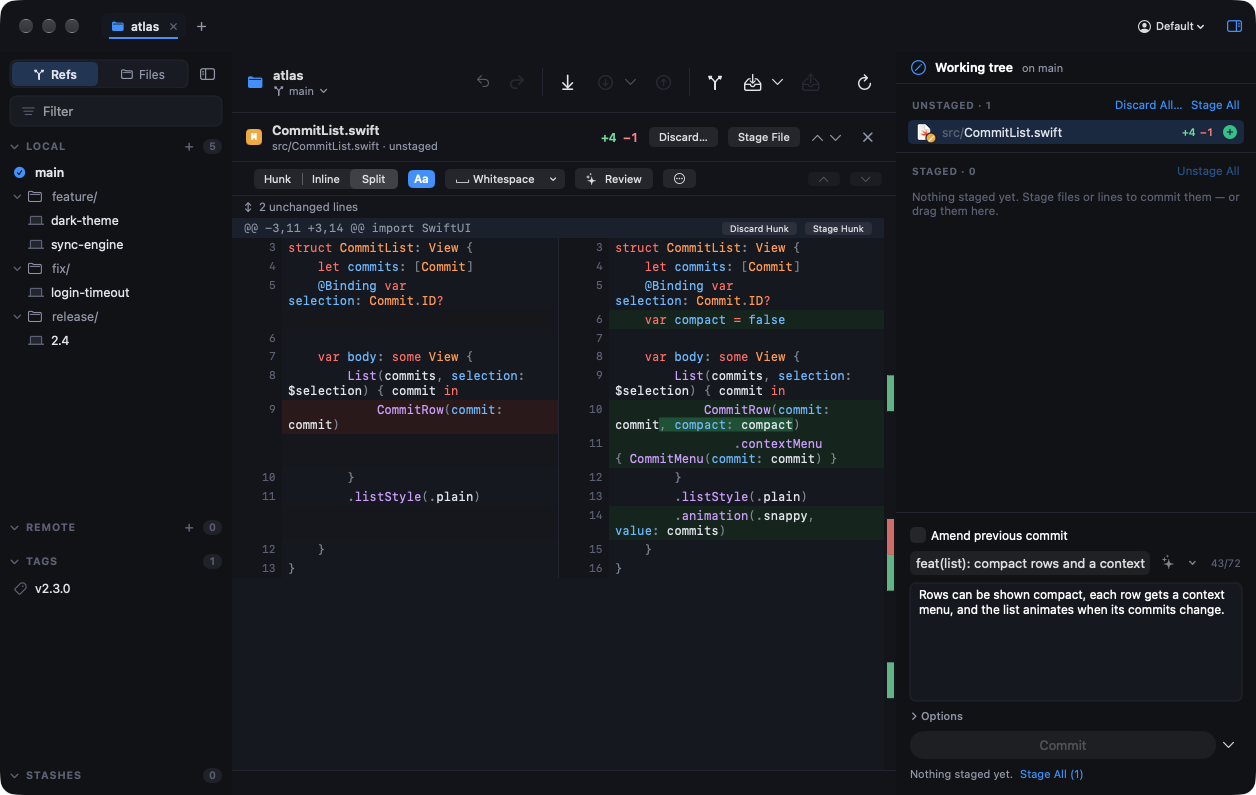 atlas
Default
Refs
Files
Filter
LOCAL
5
main
feature/
dark-theme
sync-engine
fix/
login-timeout
release/
2.4
REMOTE
0
TAGS
1
v2.3.0
STASHES
0
atlas
main
M
CommitList.swift
src/CommitList.swift · unstaged
+4 −1
Discard...
Stage File
Hunk
Inline
Split
Aa
Whitespace
Review
2 unchanged lines
@@ −3,11 +3,14 @@ import SwiftUI
Discard Hunk
Stage Hunk
3 struct CommitList: View {
4 let commits: [Commit]
5 @Binding var
selection: Commit.ID?
6
7 var body: some View {
8 List(commits, selection:
$selection) { commit in
9 CommitRow(commit:
commit)
10 }
11 .listStyle(.plain)
12 }
13 }
3 struct CommitList: View {
4 let commits: [Commit]
5 @Binding var
selection: Commit.ID?
6 var compact = false
7
8 var body: some View {
9 List(commits, selection:
$selection) { commit in
10 CommitRow(commit:
commit, compact: compact)
11 .contextMenu
{ CommitMenu(commit: commit) }
12 }
13 .listStyle(.plain)
14 .animation(.snappy,
value: commits)
15 }
16 }
Working tree on main
UNSTAGED · 1
Discard All...
Stage All
src/CommitList.swift
+4 −1
STAGED · 0
Unstage All
Nothing staged yet. Stage files or lines to commit them — or
drag them here.
Amend previous commit
feat(list): compact rows and a context
43/72
Rows can be shown compact, each row gets a context
menu, and the list animates when its commits change.
Options
Commit
Nothing staged yet. Stage All (1)